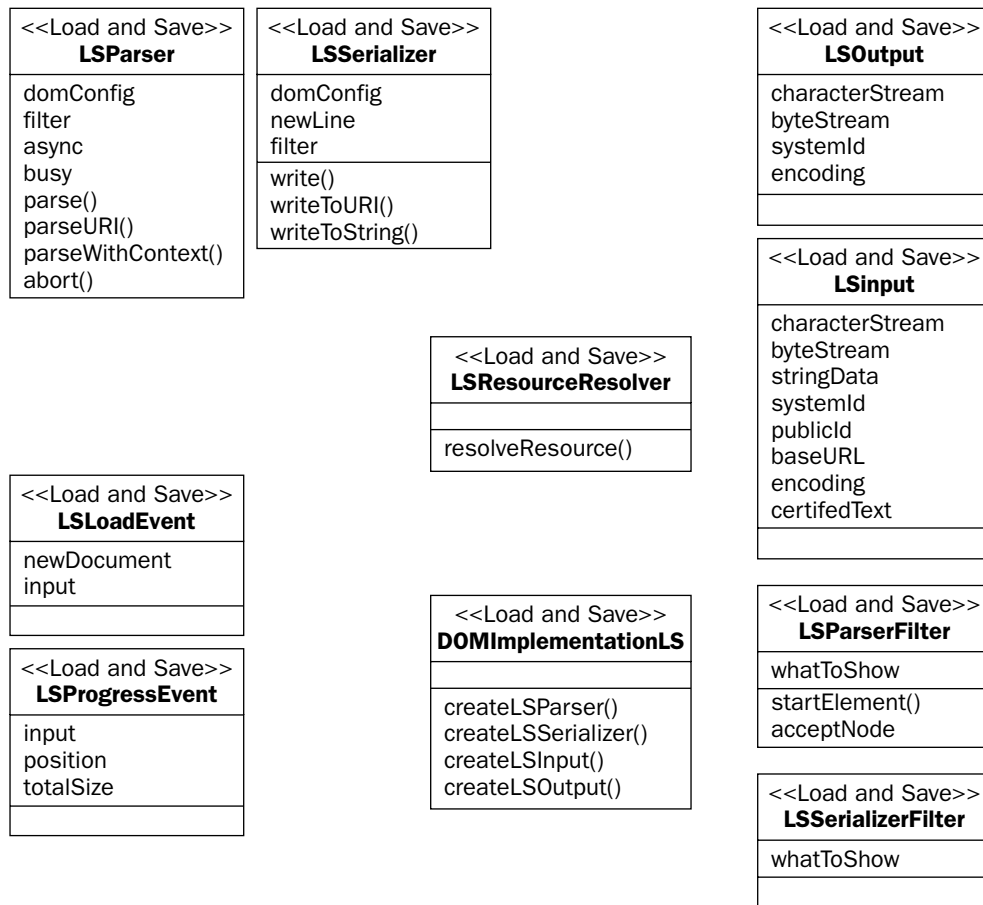 <<Load and Save>>
LSParser
domConfig
filter
async
busy
parse()
parseURI()
parseWithContext()
abort()
<<Load and Save>>
LSSerializer
domConfig
newLine
filter
write()
writeToURI()
writeToString()
<<Load and Save>>
LSOutput
characterStream
byteStream
systemId
encoding
<<Load and Save>>
LSinput
characterStream
byteStream
stringData
systemId
publicId
baseURL
encoding
certifedText
<<Load and Save>>
LSResourceResolver
resolveResource()
<<Load and Save>>
LSLoadEvent
newDocument
input
<<Load and Save>>
LSProgressEvent
input
position
totalSize
<<Load and Save>>
DOMImplementationLS
createLSParser()
createLSSerializer()
createLSInput()
createLSOutput()
<<Load and Save>>
LSParserFilter
whatToShow
startElement()
acceptNode
<<Load and Save>>
LSSerializerFilter
whatToShow